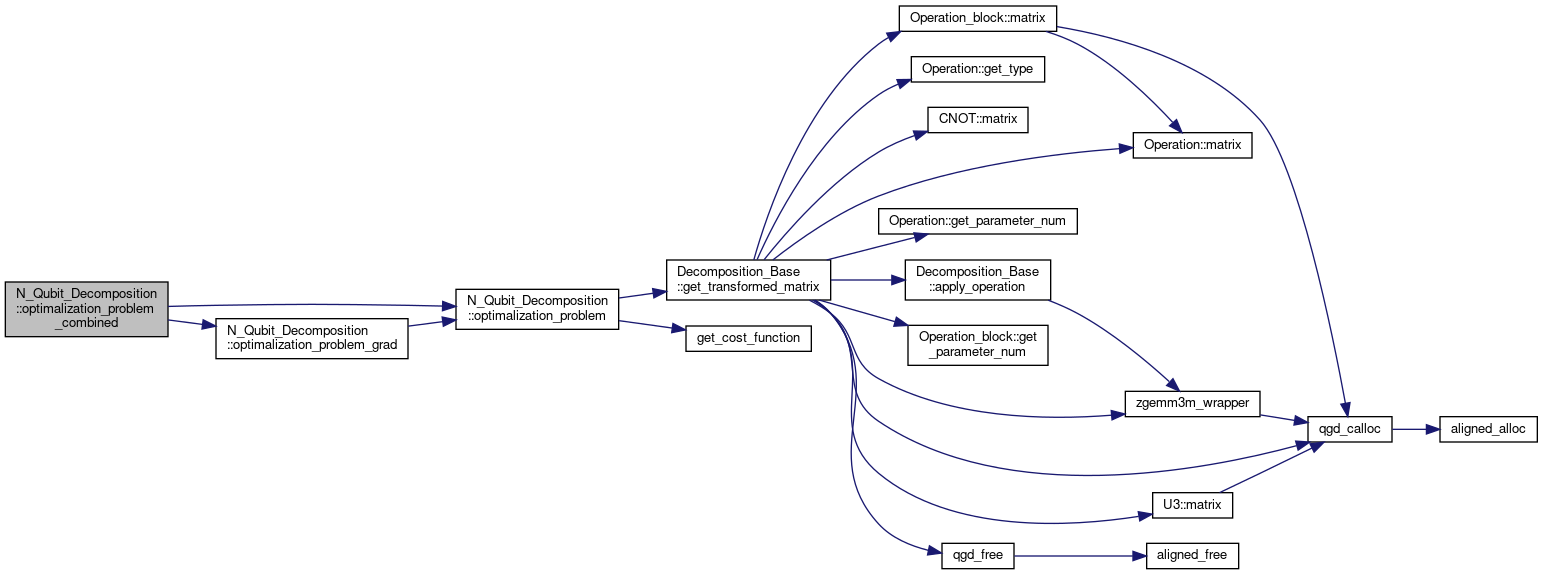 N_Qubit_Decomposition
::optimalization_problem
_combined
N_Qubit_Decomposition
::optimalization_problem_grad
N_Qubit_Decomposition
::optimalization_problem
Decomposition_Base
::get_transformed_matrix
get_cost_function
Operation_block::matrix
Operation::get_type
CNOT::matrix
Operation::matrix
Operation::get_parameter_num
Decomposition_Base
::apply_operation
Operation_block::get
_parameter_num
zgemm3m_wrapper
qgd_calloc
aligned_alloc
U3::matrix
qgd_free
aligned_free